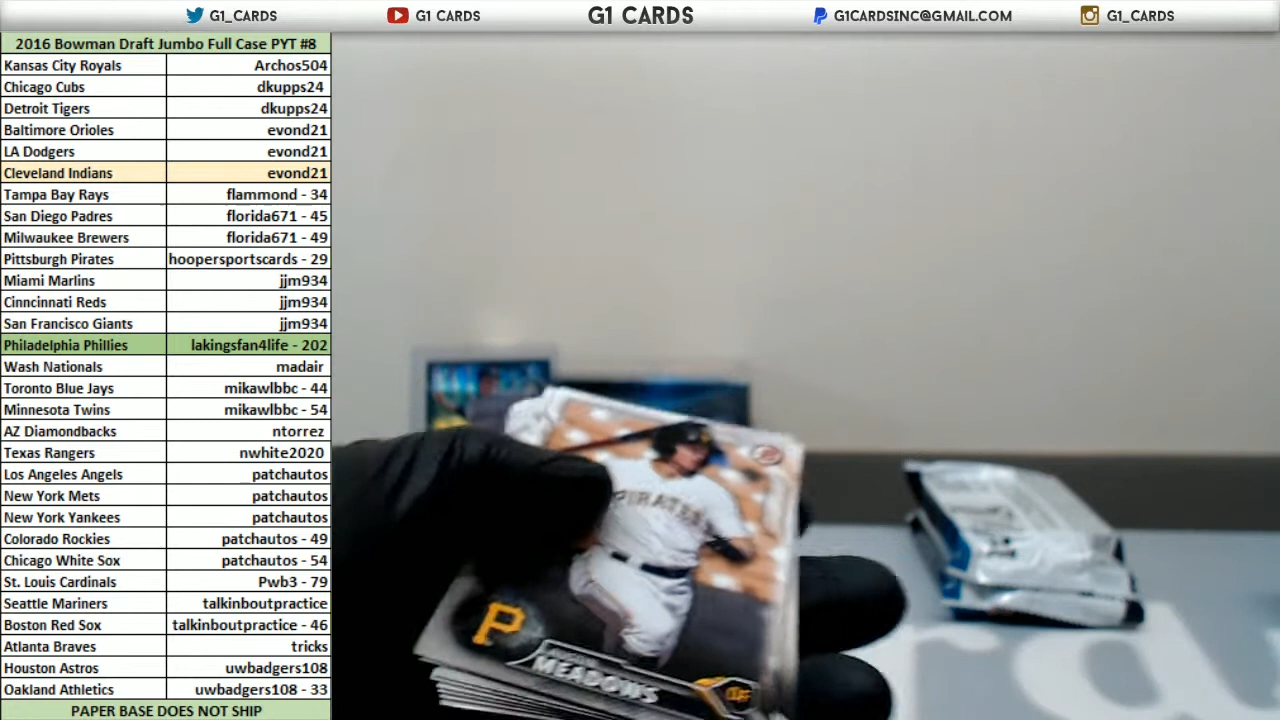 G1_CARDS G1 CARDS G1 CARDS G1CARDSINC@GMAIL.COM G1_CARDS
2016 Bowman Draft Jumbo Full Case PYT #8
Kansas City Royals Archos504
Chicago Cubs dkupps24
Detroit Tigers dkupps24
Baltimore Orioles evond21
LA Dodgers evond21
Cleveland Indians evond21
Tampa Bay Rays flammond - 34
San Diego Padres florida671 - 45
Milwaukee Brewers florida671 - 49
Pittsburgh Pirates hoopersportscards - 29
Miami Marlins jjm934
Cinncinnati Reds jjm934
San Francisco Giants jjm934
Philadelphia Phillies lakingsfan4life - 202
Wash Nationals madair
Toronto Blue Jays mikawlbbc - 44
Minnesota Twins mikawlbbc - 54
AZ Diamondbacks ntorrez
Texas Rangers nwhite2020
Los Angeles Angels patchautos
New York Mets patchautos
New York Yankees patchautos
Colorado Rockies patchautos - 49
Chicago White Sox patchautos - 54
St. Louis Cardinals Pwb3 - 79
Seattle Mariners talkinboutpractice
Boston Red Sox talkinboutpractice - 46
Atlanta Braves tricks
Houston Astros uwbadgers108
Oakland Athletics uwbadgers108 - 33
PAPER BASE DOES NOT SHIP
PIRATES
P
MEADOWS
OF